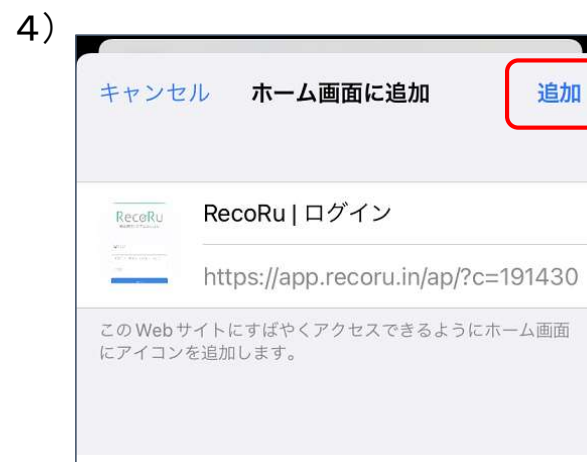 4）
キャンセル ホーム画面に追加 追加
RecoRu
RecoRu | ログイン
https://app.recoru.in/ap/?c=191430
このWebサイトにすばやくアクセスできるようにホーム画面
にアイコンを追加します。